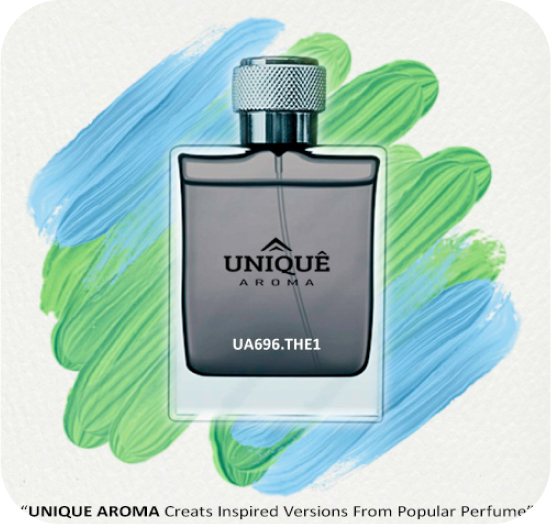 UNIQUÊ
AROMA
UA696.THE1
“UNIQUE AROMA Creats Inspired Versions From Popular Perfume”